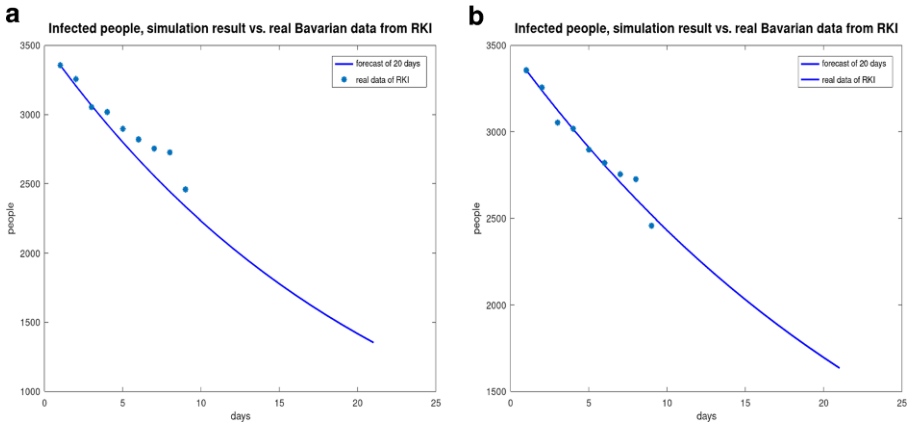 a
Infected people, simulation result vs. real Bavarian data from RKI
forecast of 20 days
real data of RKI
3500
3000
2500
2000
1500
1000
people
0 5 10 15 20 25
days
b
Infected people, simulation result vs. real Bavarian data from RKI
forecast of 20 days
real data of RKI
3500
3000
2500
2000
1500
people
0 5 10 15 20 25
days